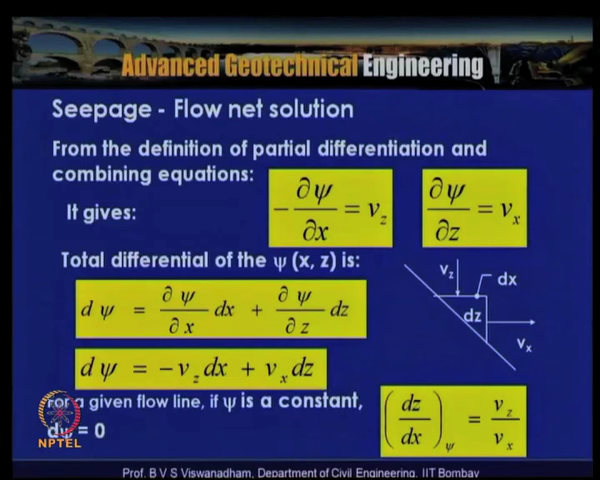 Advanced Geotechnical Engineering
Seepage - Flow net solution
From the definition of partial differentiation and
combining equations:
It gives:
-∂ψ/∂x = v_z
∂ψ/∂z = v_x
Total differential of the ψ (x, z) is:
dψ = ∂ψ/∂x dx + ∂ψ/∂z dz
v_z
dx
dz
v_x
dψ = -v_z dx + v_x dz
For a given flow line, if ψ is a constant,
dψ = 0
(dz/dx)_ψ = v_z/v_x
NPTEL
Prof. B V S Viswanadham, Department of Civil Engineering, IIT Bombay